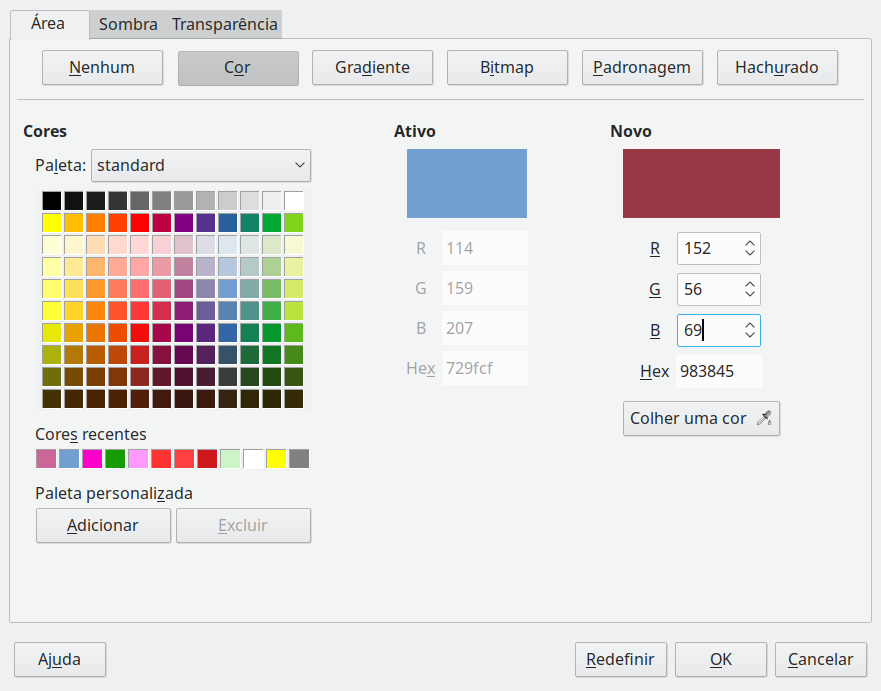 Área Sombra Transparência
Nenhum Cor Gradiente Bitmap Padronagem Hachurado
Cores Ativo Novo
Paleta: standard
R 114 R 152
G 159 G 56
B 207 B 69
Hex 729fcf Hex 983845
Colher uma cor
Cores recentes
Paleta personalizada
Adicionar Excluir
Ajuda Redefinir OK Cancelar